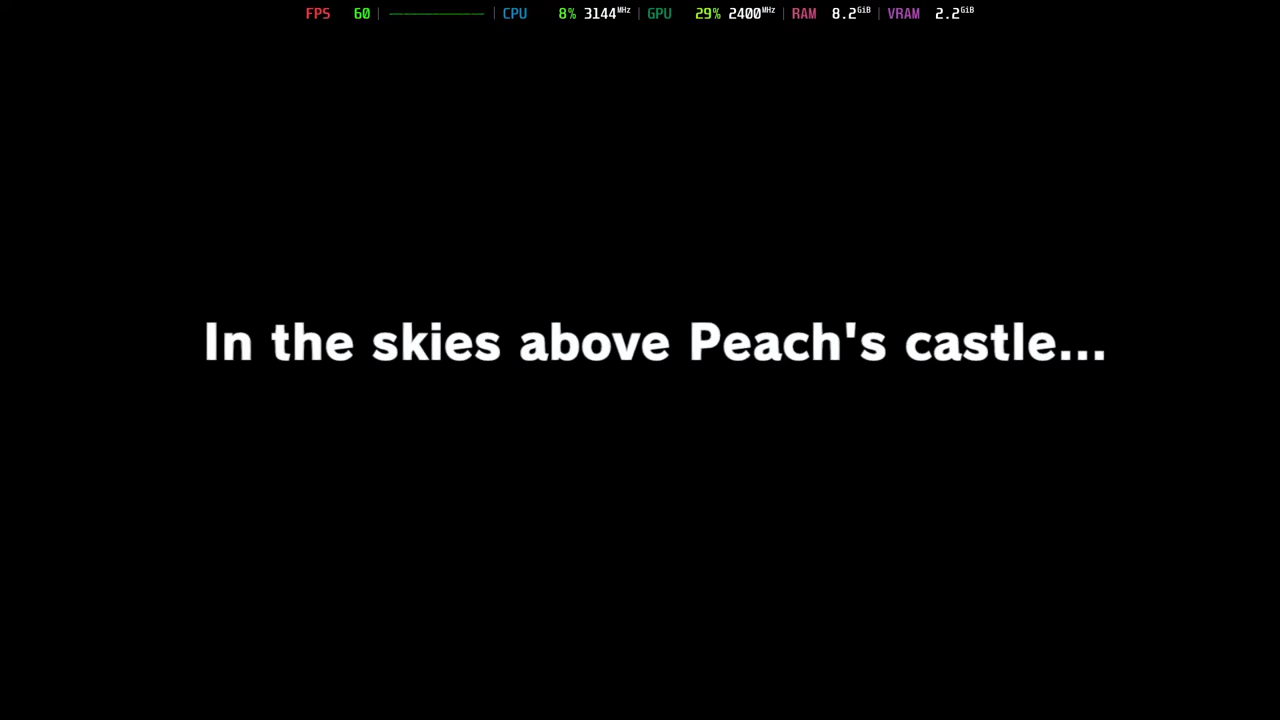 FPS 60 | CPU 8% 3144MHz | GPU 29% 2400MHz | RAM 8.2GiB | VRAM 2.2GiB
In the skies above Peach's castle...